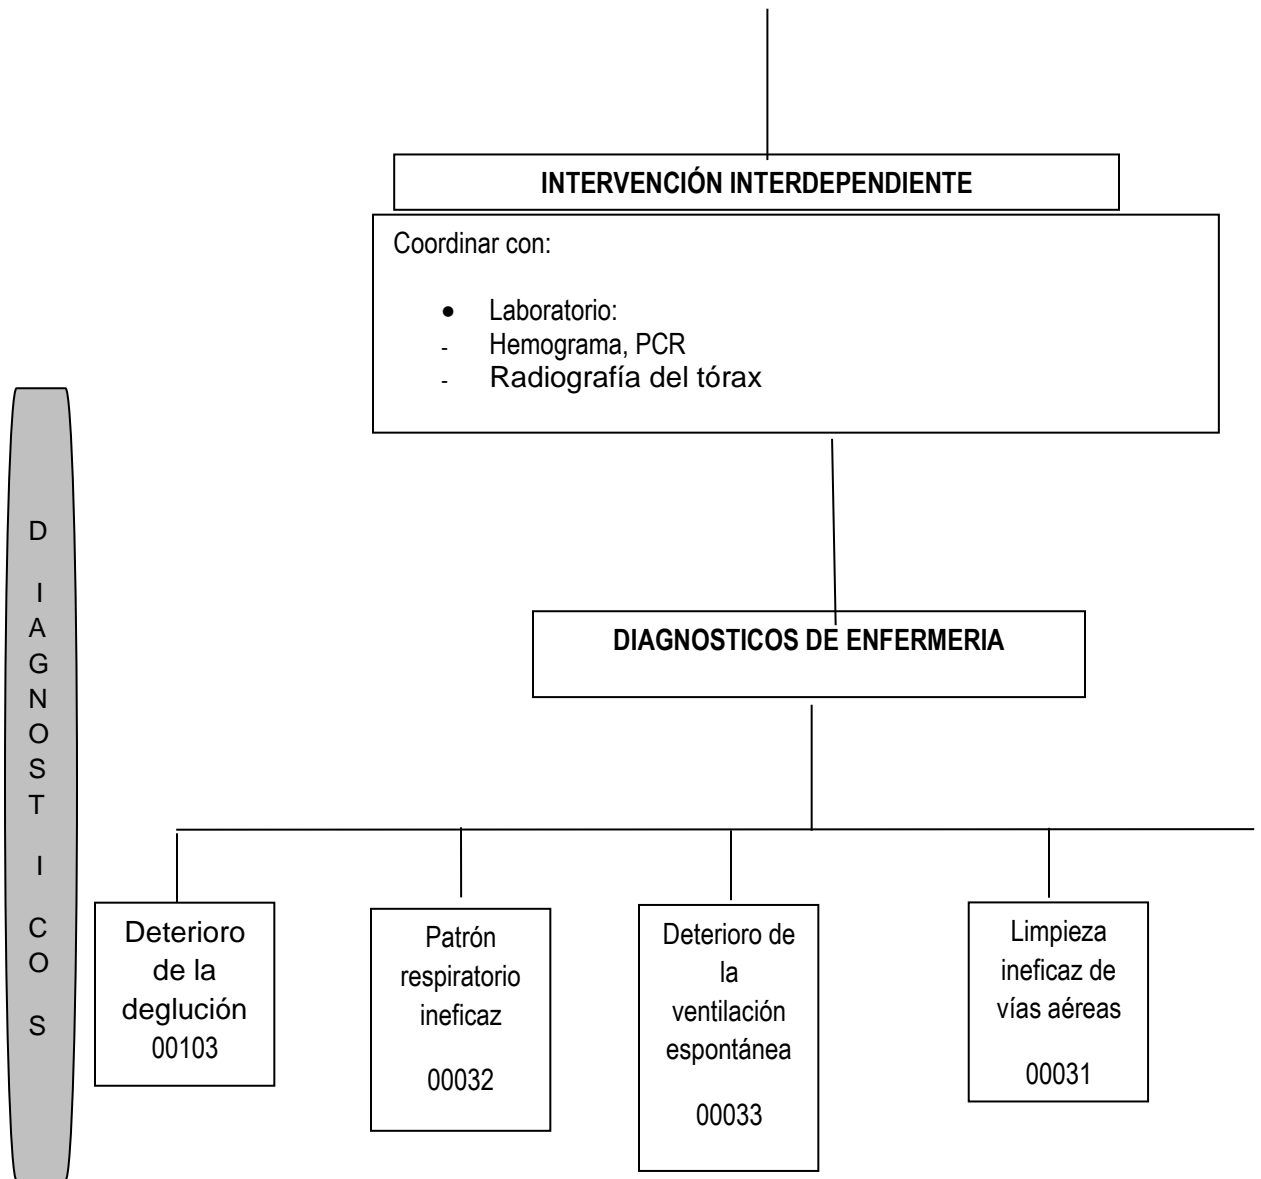 INTERVENCIÓN INTERDEPENDIENTE
Coordinar con:
• Laboratorio:
- Hemograma, PCR
- Radiografía del tórax
D
I
A
G
N
O
S
T
I
C
O
S
DIAGNOSTICOS DE ENFERMERIA
Deterioro
de la
deglución
00103
Patrón
respiratorio
ineficaz
00032
Deterioro de
la
ventilación
espontánea
00033
Limpieza
ineficaz de
vías aéreas
00031